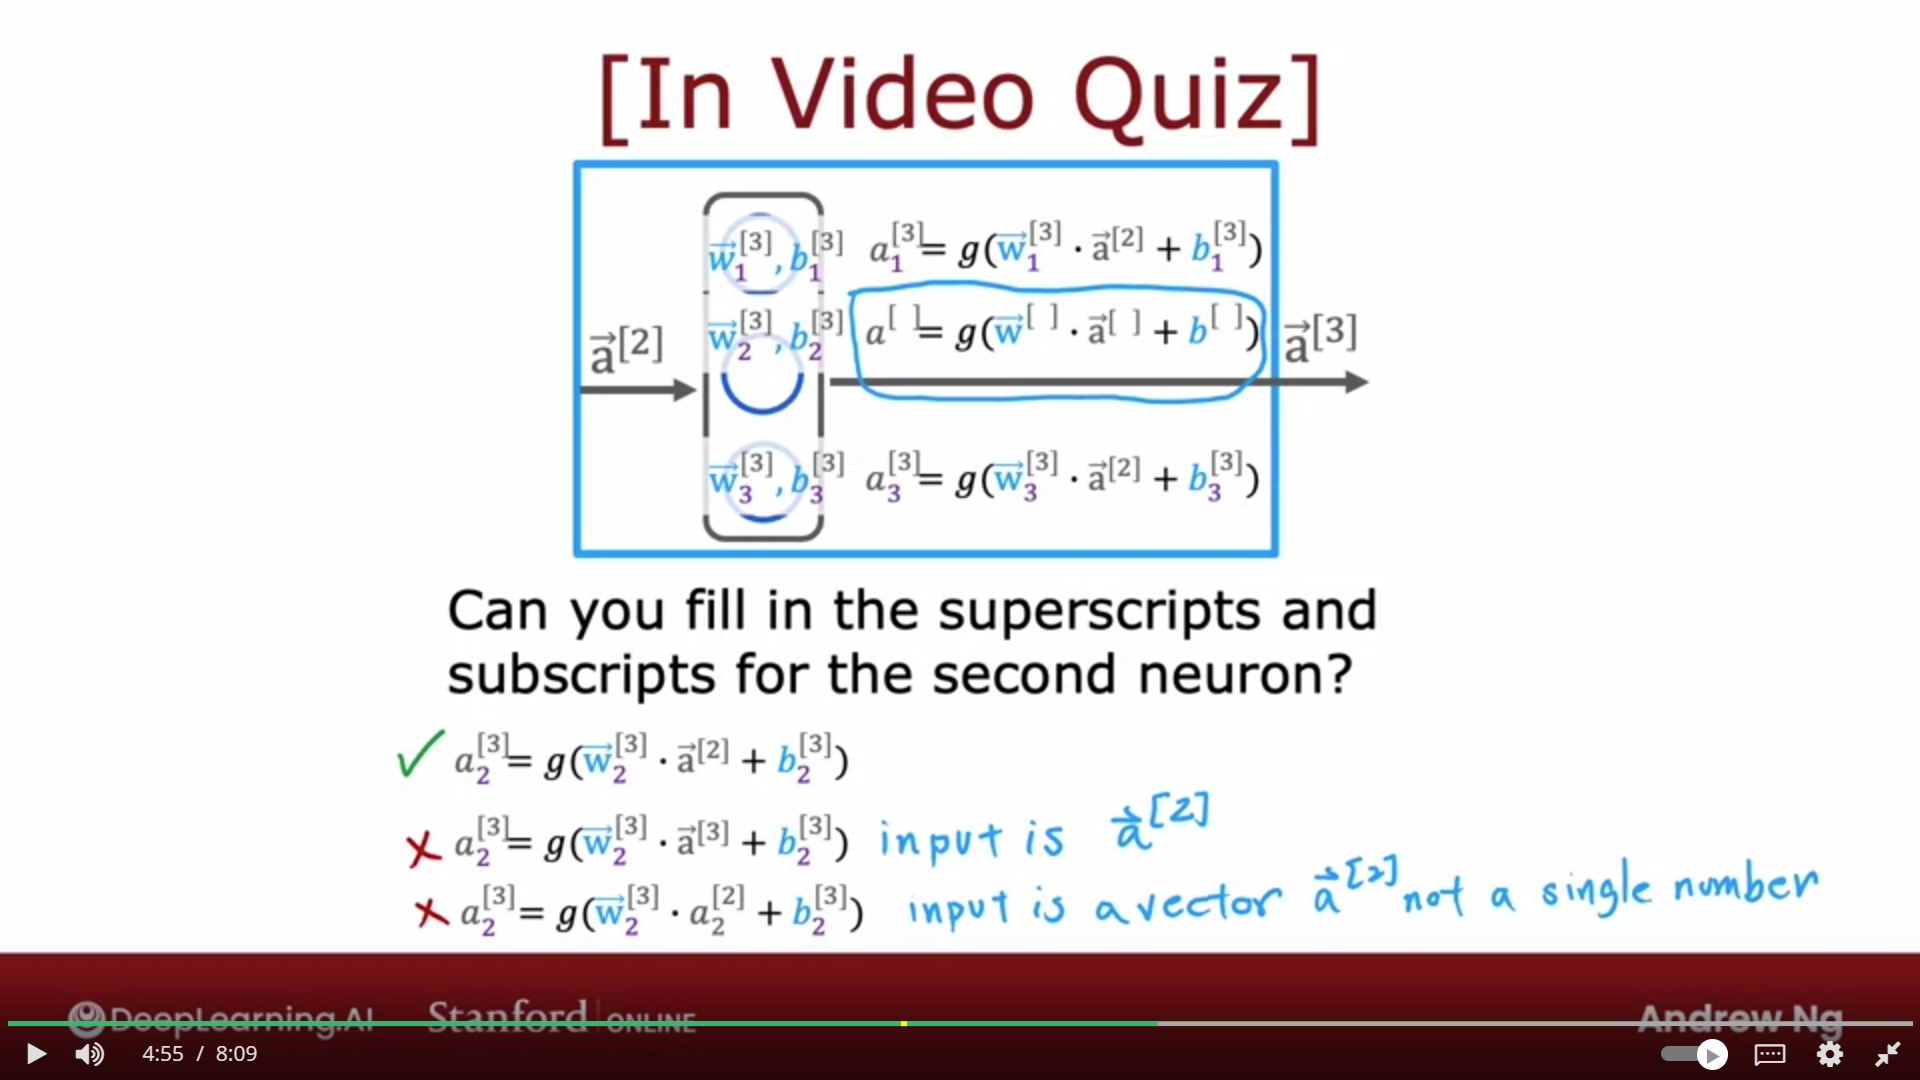 [In Video Quiz]
w⃗₁^[3], b₁^[3] a₁^[3] = g(w⃗₁^[3] · a⃗^[2] + b₁^[3])
w⃗₂^[3], b₂^[3] a^[ ] = g(w⃗^[ ] · a⃗^[ ] + b^[ ])
a⃗^[2] a⃗^[3]
w⃗₃^[3], b₃^[3] a₃^[3] = g(w⃗₃^[3] · a⃗^[2] + b₃^[3])
Can you fill in the superscripts and
subscripts for the second neuron?
✓ a₂^[3] = g(w⃗₂^[3] · a⃗^[2] + b₂^[3])
✗ a₂^[3] = g(w⃗₂^[3] · a⃗^[3] + b₂^[3]) input is a⃗^[2]
✗ a₂^[3] = g(w⃗₂^[3] · a₂^[2] + b₂^[3]) input is a vector a⃗^[2] not a single number
DeepLearning.AI Stanford | ONLINE Andrew Ng
4:55 / 8:09